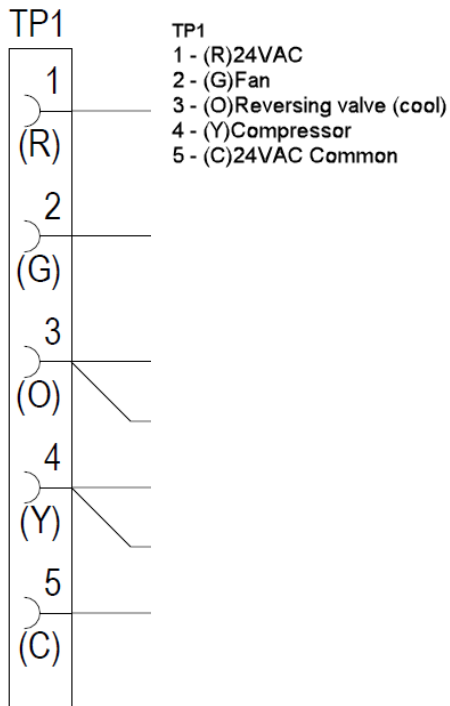 TP1
1
(R)
2
(G)
3
(O)
4
(Y)
5
(C)
TP1
1 - (R)24VAC
2 - (G)Fan
3 - (O)Reversing valve (cool)
4 - (Y)Compressor
5 - (C)24VAC Common